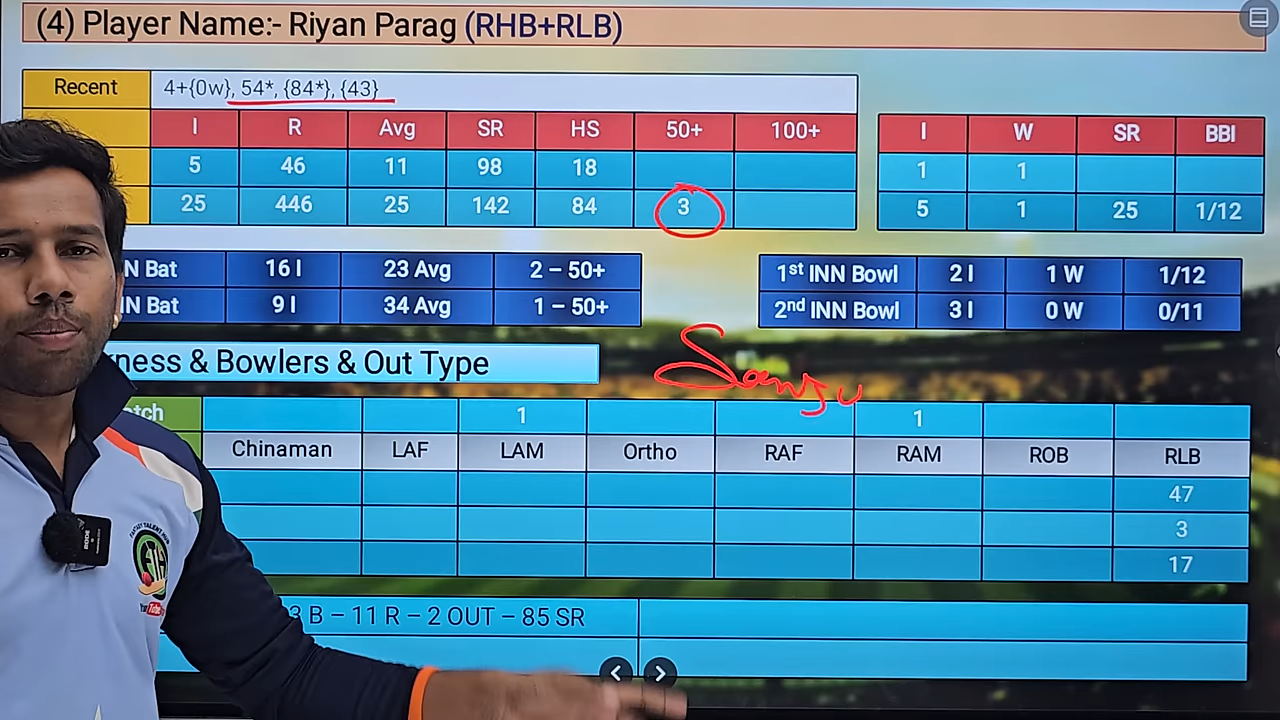 (4) Player Name:- Riyan Parag (RHB+RLB)
Recent 4+{0w}, 54*, {84*}, {43}
I R Avg SR HS 50+ 100+ I W SR BBI
5 46 11 98 18 1 1
25 446 25 142 84 3 5 1 25 1/12
N Bat 16 I 23 Avg 2 – 50+ 1st INN Bowl 2 I 1 W 1/12
N Bat 9 I 34 Avg 1 – 50+ 2nd INN Bowl 3 I 0 W 0/11
Sanju
ness & Bowlers & Out Type
atch 1 1
Chinaman LAF LAM Ortho RAF RAM ROB RLB
47
3
17
3 B – 11 R – 2 OUT – 85 SR